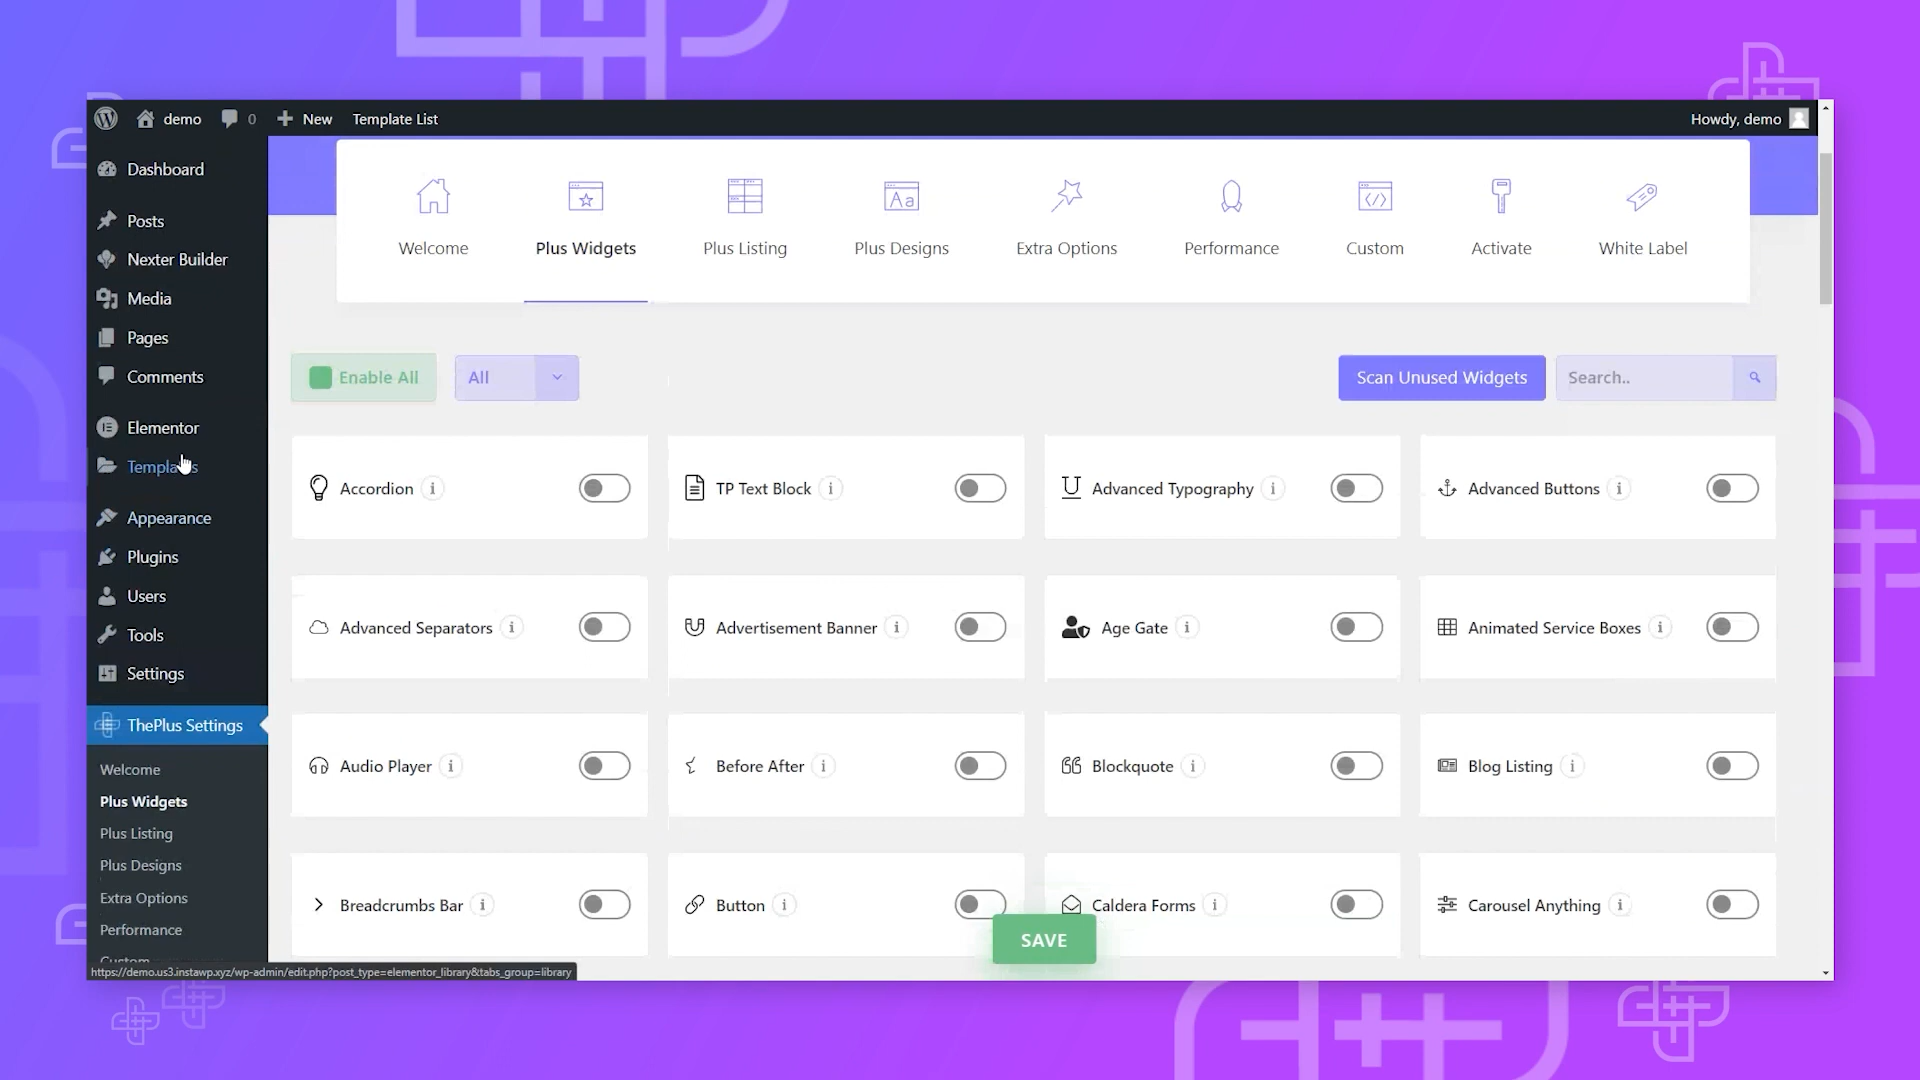 demo 0 New Template List Howdy, demo
Dashboard
Posts
Nexter Builder
Media
Pages
Comments
Elementor
Templates
Appearance
Plugins
Users
Tools
Settings
ThePlus Settings
Welcome
Plus Widgets
Plus Listing
Plus Designs
Extra Options
Performance
Custom
Welcome Plus Widgets Plus Listing Plus Designs Extra Options Performance Custom Activate White Label
Enable All All Scan Unused Widgets Search..
Accordion i TP Text Block i Advanced Typography i Advanced Buttons i
Advanced Separators i Advertisement Banner i Age Gate i Animated Service Boxes i
Audio Player i Before After i Blockquote i Blog Listing i
Breadcrumbs Bar i Button i Caldera Forms i Carousel Anything i
SAVE
https://demo.us3.instawp.xyz/wp-admin/edit.php?post_type=elementor_library&tabs_group=library